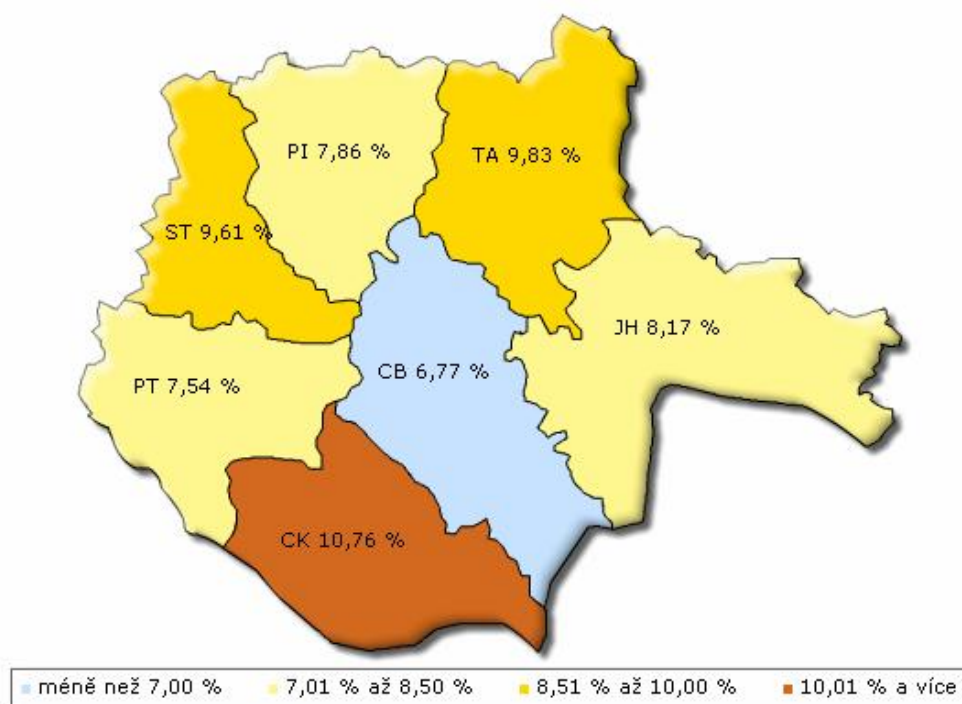 PI 7,86 %
TA 9,83 %
ST 9,61 %
JH 8,17 %
CB 6,77 %
PT 7,54 %
CK 10,76 %
méně než 7,00 %
7,01 % až 8,50 %
8,51 % až 10,00 %
10,01 % a více